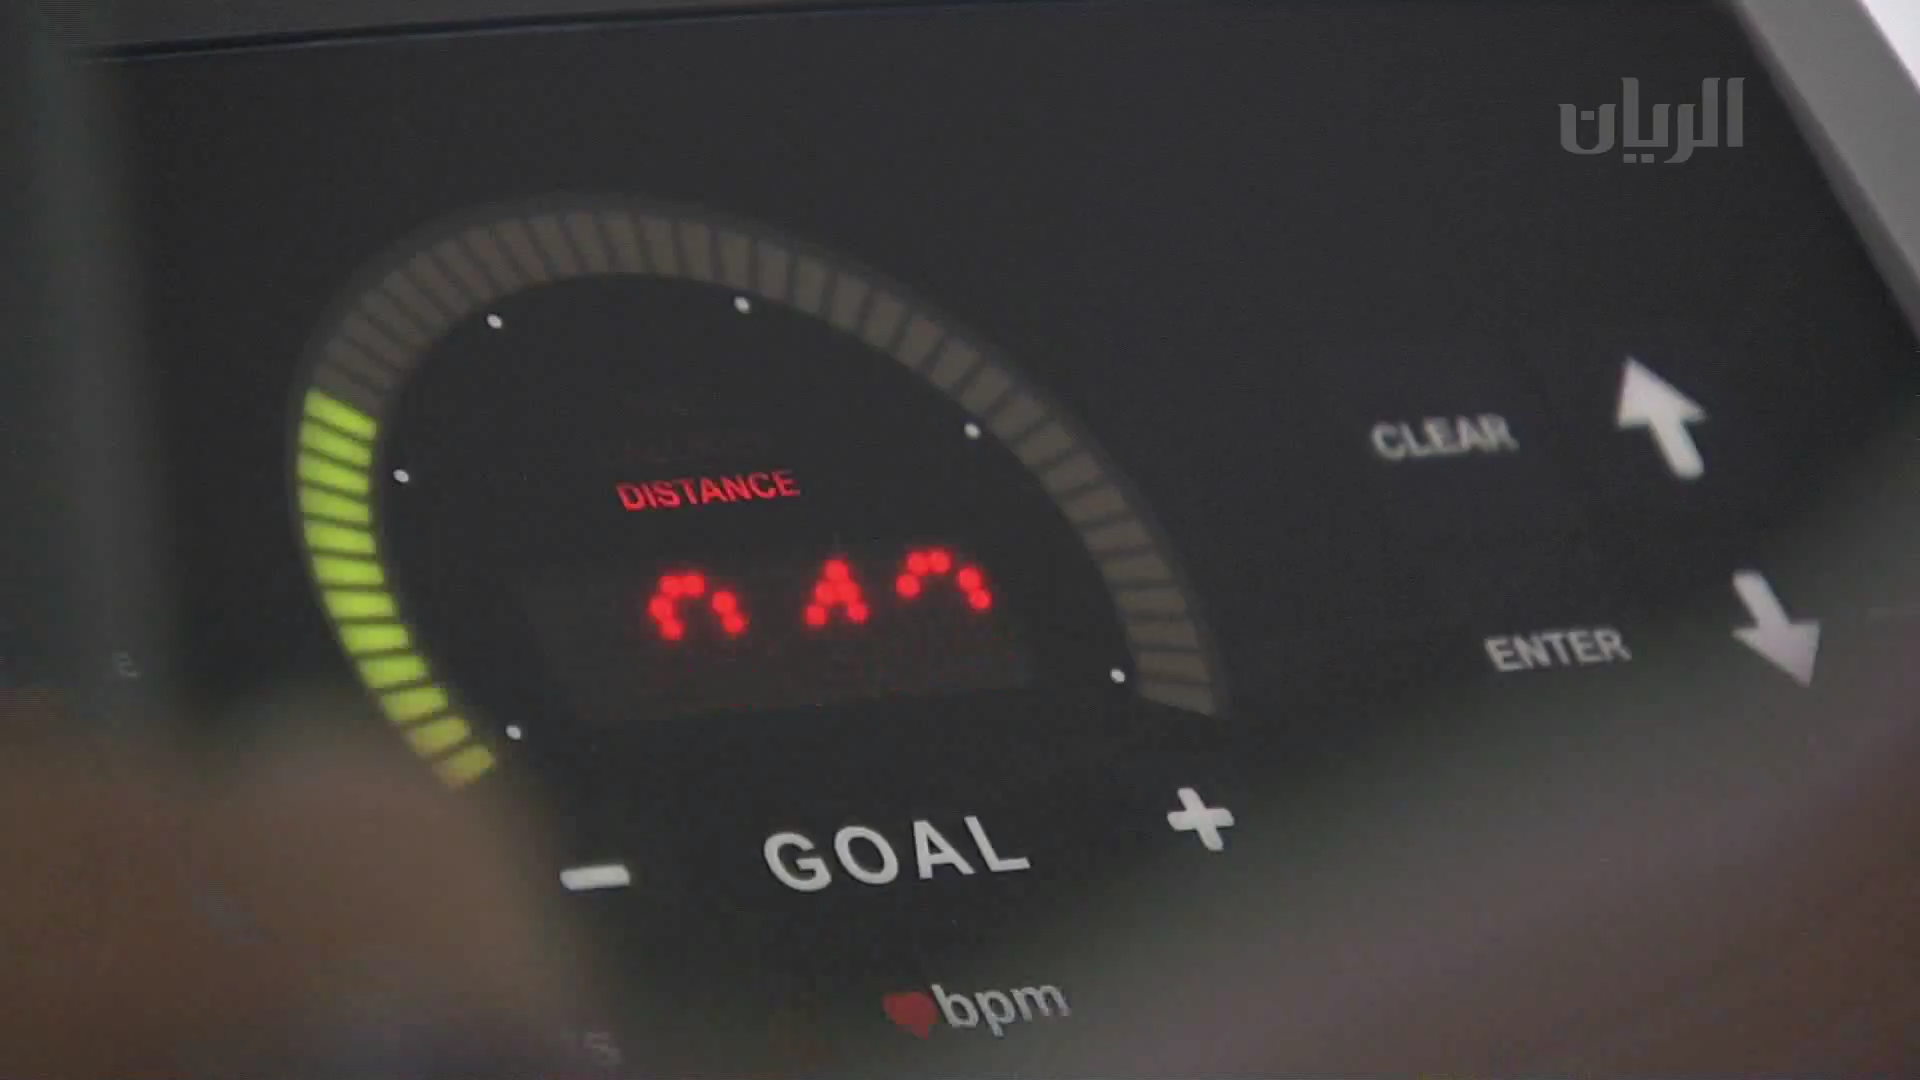 الريان
CLEAR
DISTANCE
ENTER
- GOAL +
bpm